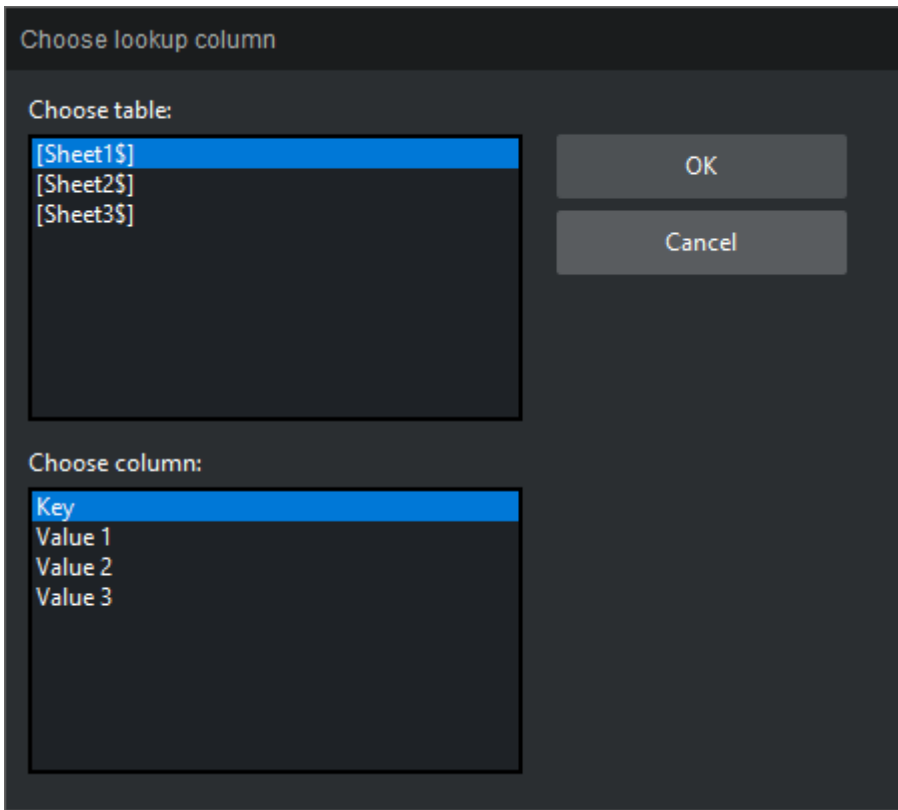 Choose lookup column
Choose table:
[Sheet1$]
[Sheet2$]
[Sheet3$]
OK
Cancel
Choose column:
Key
Value 1
Value 2
Value 3